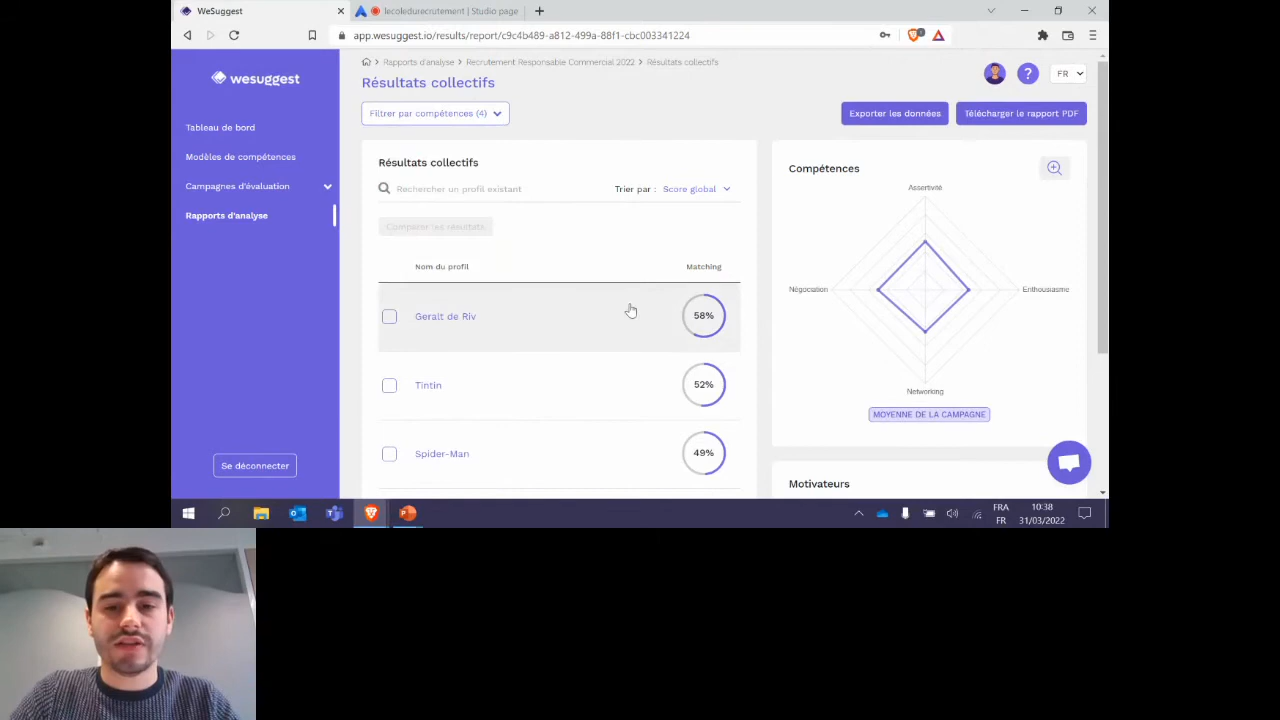 WeSuggest
lecoledurecrutement | Studio page
app.wesuggest.io/results/report/c9c4b489-a812-499a-88f1-cbc003341224
1
wesuggest
Tableau de bord
Modèles de compétences
Campagnes d'évaluation
Rapports d'analyse
Se déconnecter
Rapports d'analyse
Recrutement Responsable Commercial 2022
Résultats collectifs
?
FR
Résultats collectifs
Filtrer par compétences (4)
Exporter les données
Télécharger le rapport PDF
Résultats collectifs
Rechercher un profil existant
Trier par : Score global
Comparer les résultats
Nom du profil
Matching
Geralt de Riv
58%
Tintin
52%
Spider-Man
49%
Compétences
Assertivité
Négociation
Enthousiasme
Networking
MOYENNE DE LA CAMPAGNE
Motivateurs
FRA
FR
10:38
31/03/2022